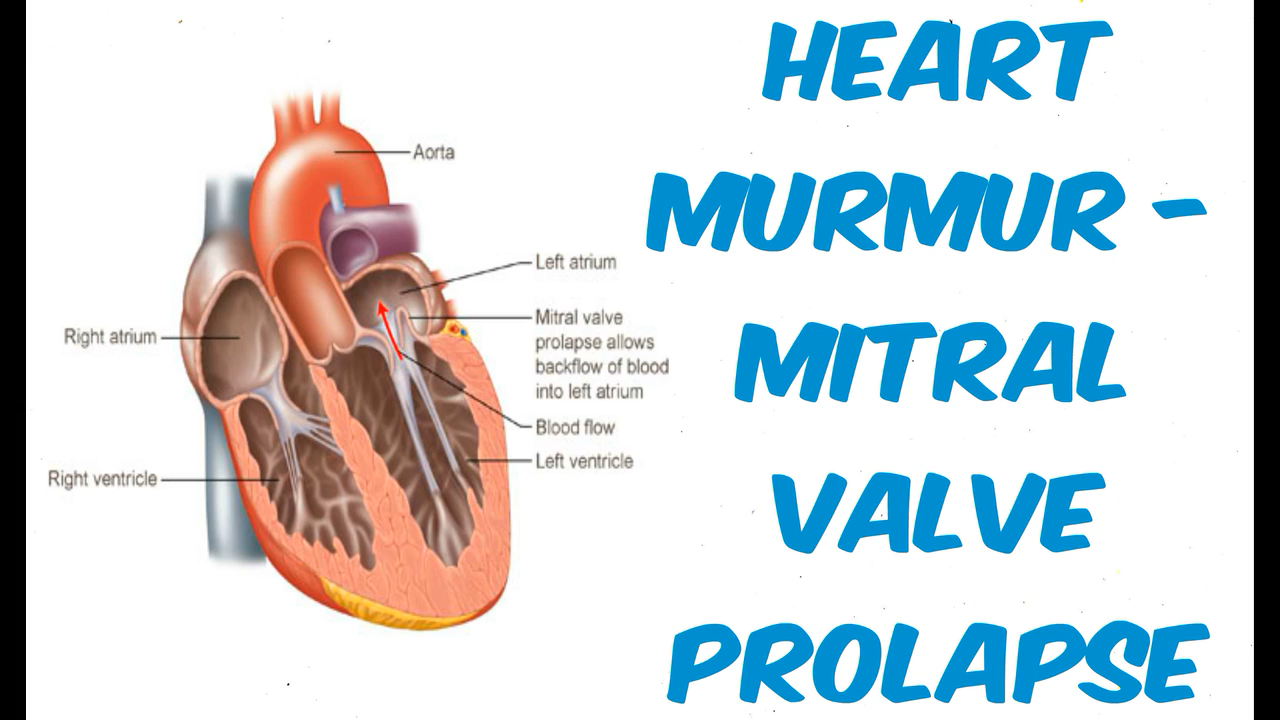 HEART
MURMUR -
MITRAL
VALVE
PROLAPSE
Aorta
Left atrium
Mitral valve
prolapse allows
backflow of blood
into left atrium
Blood flow
Left ventricle
Right atrium
Right ventricle